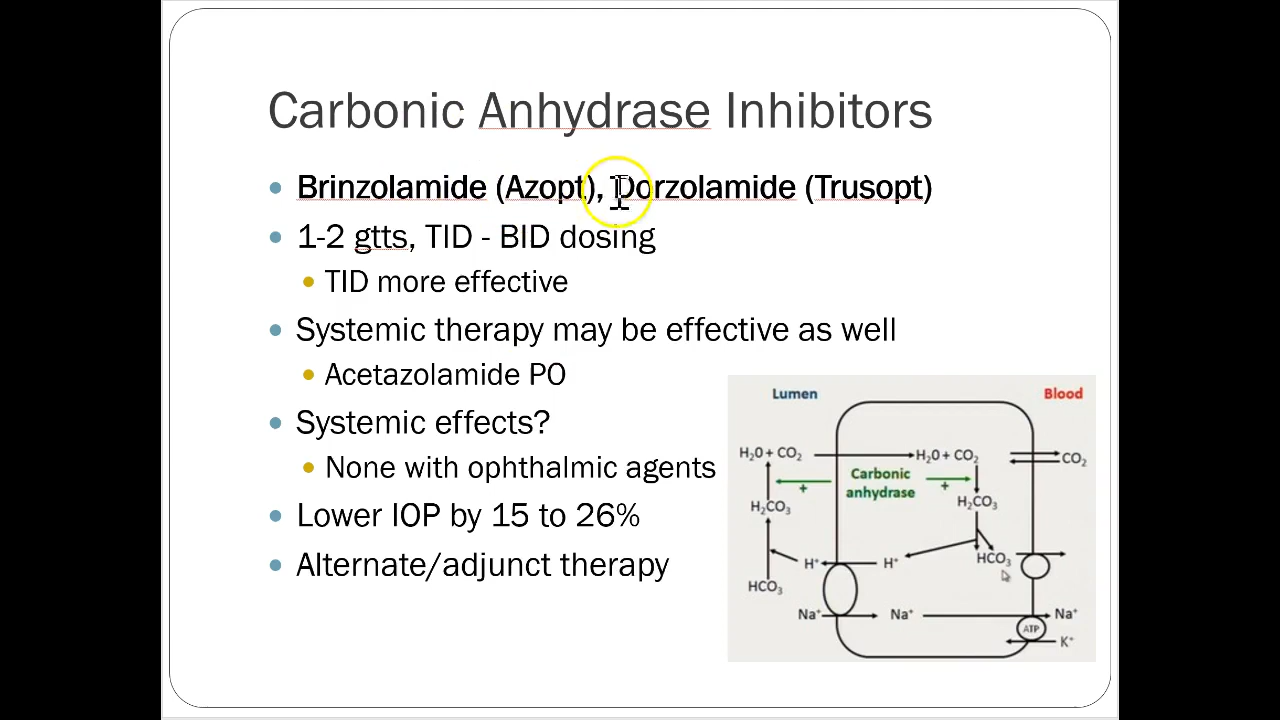 Carbonic Anhydrase Inhibitors
Brinzolamide (Azopt), Dorzolamide (Trusopt)
1-2 gtts, TID - BID dosing
TID more effective
Systemic therapy may be effective as well
Acetazolamide PO
Systemic effects?
None with ophthalmic agents
Lower IOP by 15 to 26%
Alternate/adjunct therapy
Lumen
Blood
H₂0 + CO₂
H₂0 + CO₂
CO₂
Carbonic
anhydrase
+
+
H₂CO₃
H₂CO₃
H⁺
H⁺
HCO₃
HCO₃
Na⁺
Na⁺
Na⁺
ATP
K⁺